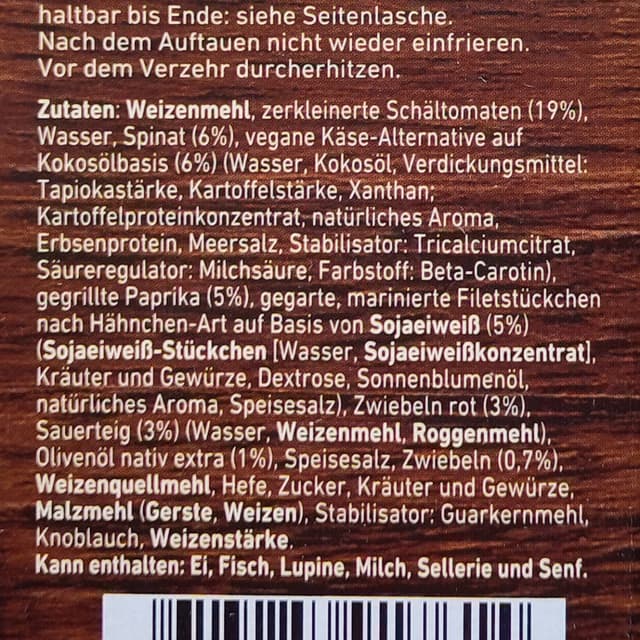 haltbar bis Ende: siehe Seitenlasche.
Nach dem Auftauen nicht wieder einfrieren.
Vor dem Verzehr durcherhitzen.
Zutaten: Weizenmehl, zerkleinerte Schältomaten (19%),
Wasser, Spinat (6%), vegane Käse-Alternative auf
Kokosölbasis (6%) (Wasser, Kokosöl, Verdickungsmittel:
Tapiokastärke, Kartoffelstärke, Xanthan;
Kartoffelproteinkonzentrat, natürliches Aroma,
Erbsenprotein, Meersalz, Stabilisator: Tricalciumcitrat,
Säureregulator: Milchsäure; Farbstoff: Beta-Carotin),
gegrillte Paprika (5%), gegarte, marinierte Filetstückchen
nach Hähnchen-Art auf Basis von Sojaeiweiß (5%)
(Sojaeiweiß-Stückchen [Wasser, Sojaeiweißkonzentrat],
Kräuter und Gewürze, Dextrose, Sonnenblumenöl,
natürliches Aroma, Speisesalz), Zwiebeln rot (3%),
Sauerteig (3%) (Wasser, Weizenmehl, Roggenmehl),
Olivenöl nativ extra (1%), Speisesalz, Zwiebeln (0,7%),
Weizenquellmehl, Hefe, Zucker, Kräuter und Gewürze,
Malzmehl (Gerste, Weizen), Stabilisator: Guarkernmehl,
Knoblauch, Weizenstärke.
Kann enthalten: Ei, Fisch, Lupine, Milch, Sellerie und Senf.